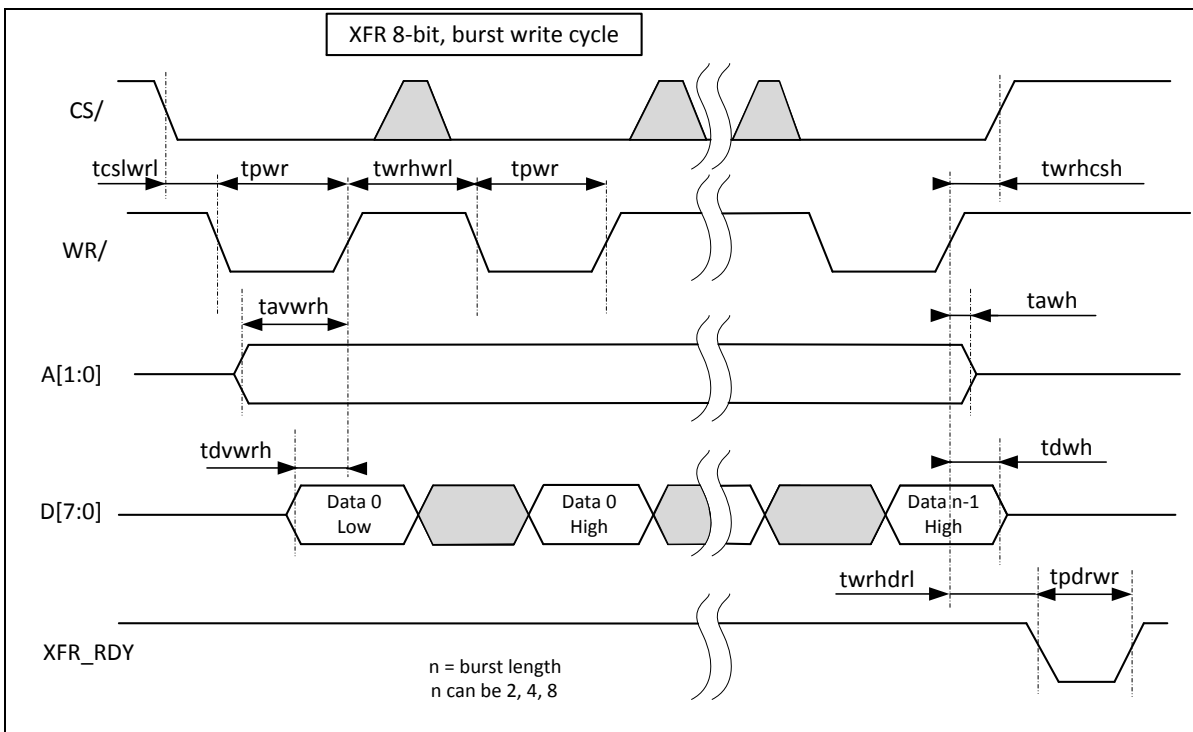 XFR 8-bit, burst write cycle
CS/
tcslwrl
tpwr
twrhwrl
tpwr
twrhcsh
WR/
tavwrh
tawh
A[1:0]
tdvwrh
tdwh
D[7:0]
Data 0
Low
Data 0
High
Data n-1
High
twrhdrl
tpdrwr
XFR_RDY
n = burst length
n can be 2, 4, 8